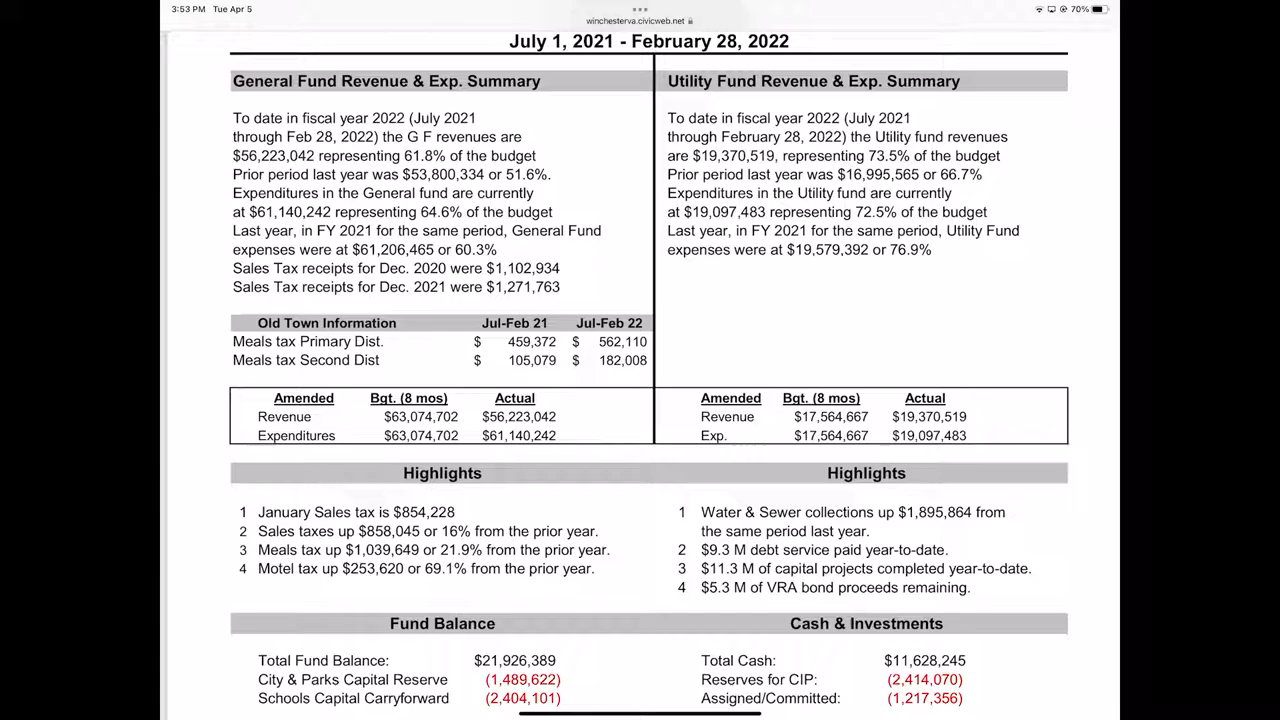 3:53 PM Tue Apr 5
70%
winchesterva.civicweb.net
July 1, 2021 - February 28, 2022
General Fund Revenue & Exp. Summary
To date in fiscal year 2022 (July 2021
through Feb 28, 2022) the G F revenues are
$56,223,042 representing 61.8% of the budget
Prior period last year was $53,800,334 or 51.6%.
Expenditures in the General fund are currently
at $61,140,242 representing 64.6% of the budget
Last year, in FY 2021 for the same period, General Fund
expenses were at $61,206,465 or 60.3%
Sales Tax receipts for Dec. 2020 were $1,102,934
Sales Tax receipts for Dec. 2021 were $1,271,763
Old Town Information Jul-Feb 21 Jul-Feb 22
Meals tax Primary Dist. $ 459,372 $ 562,110
Meals tax Second Dist $ 105,079 $ 182,008
Amended Bgt. (8 mos) Actual
Revenue $63,074,702 $56,223,042
Expenditures $63,074,702 $61,140,242
Utility Fund Revenue & Exp. Summary
To date in fiscal year 2022 (July 2021
through February 28, 2022) the Utility fund revenues
are $19,370,519, representing 73.5% of the budget
Prior period last year was $16,995,565 or 66.7%
Expenditures in the Utility fund are currently
at $19,097,483 representing 72.5% of the budget
Last year, in FY 2021 for the same period, Utility Fund
expenses were at $19,579,392 or 76.9%
Amended Bgt. (8 mos) Actual
Revenue $17,564,667 $19,370,519
Exp. $17,564,667 $19,097,483
Highlights
1 January Sales tax is $854,228
2 Sales taxes up $858,045 or 16% from the prior year.
3 Meals tax up $1,039,649 or 21.9% from the prior year.
4 Motel tax up $253,620 or 69.1% from the prior year.
Highlights
1 Water & Sewer collections up $1,895,864 from
the same period last year.
2 $9.3 M debt service paid year-to-date.
3 $11.3 M of capital projects completed year-to-date.
4 $5.3 M of VRA bond proceeds remaining.
Fund Balance
Total Fund Balance: $21,926,389
City & Parks Capital Reserve (1,489,622)
Schools Capital Carryforward (2,404,101)
Cash & Investments
Total Cash: $11,628,245
Reserves for CIP: (2,414,070)
Assigned/Committed: (1,217,356)